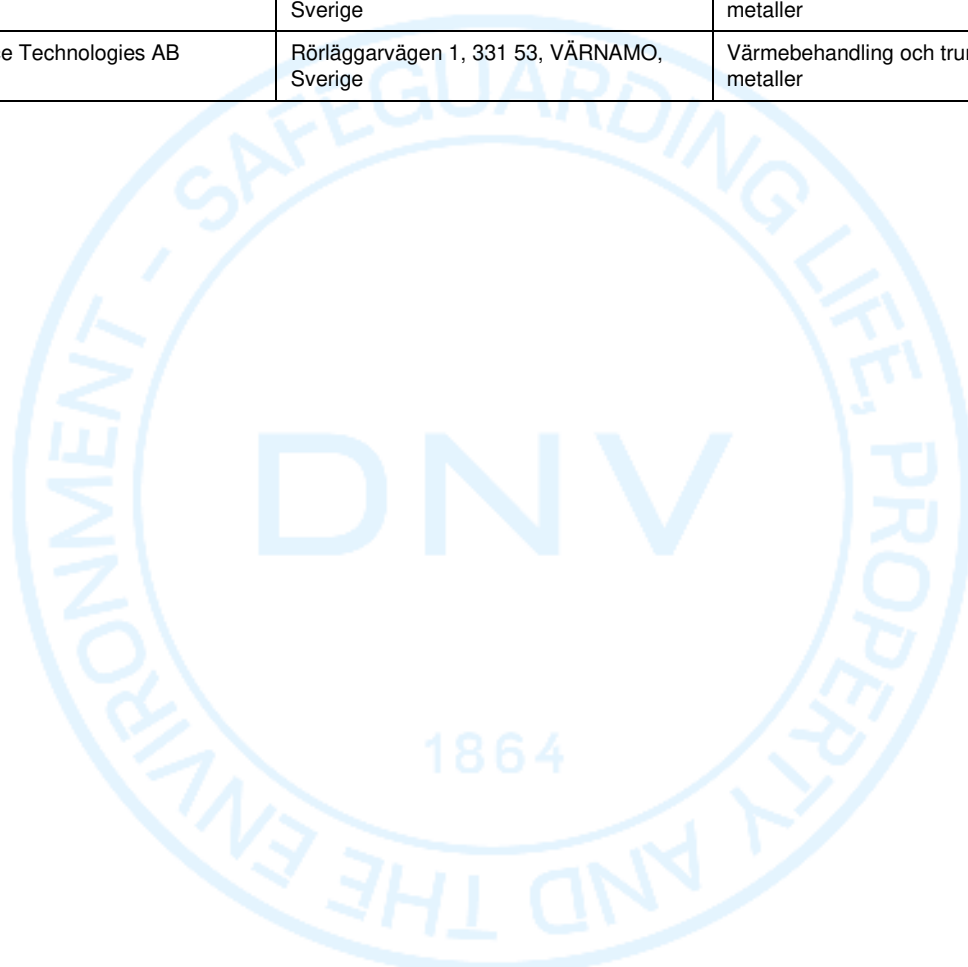 Sverige
metaller
Technologies AB
Rörläggarvägen 1, 331 53, VÄRNAMO,
Värmebehandling och
Sverige
metaller
SAFEGUARDING LIFE, PROPERTY AND THE ENVIRONMENT -
DNV
1864